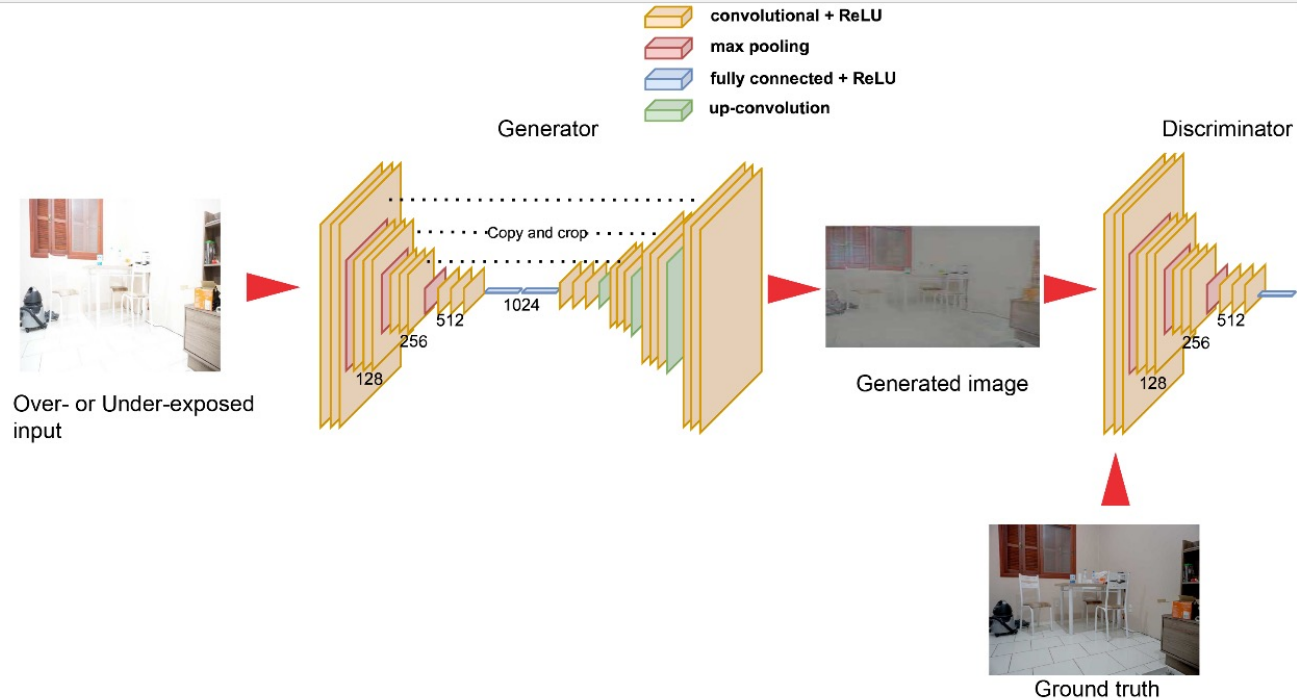 convolutional + ReLU
max pooling
fully connected + ReLU
up-convolution
Generator
Discriminator
Copy and crop
1024
512
256
128
Over- or Under-exposed
input
Generated image
512
256
128
Ground truth